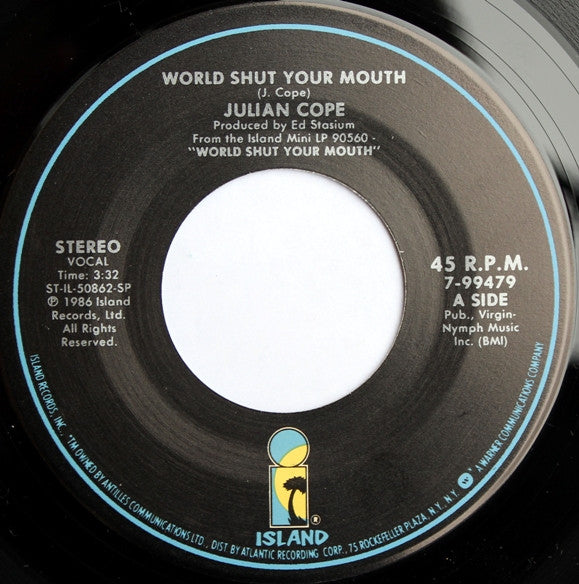 WORLD SHUT YOUR MOUTH
(J. Cope)
JULIAN COPE
Produced by Ed Stasium
From the Island Mini LP 90560 -
"WORLD SHUT YOUR MOUTH"
STEREO
VOCAL
Time: 3:32
ST-IL-50862-SP
℗ 1986 Island
Records, Ltd.
All Rights
Reserved.
45 R.P.M.
7-99479
A SIDE
Pub., Virgin-
Nymph Music
Inc. (BMI)
ISLAND®
ISLAND RECORDS, INC. "TM OWNED BY ANTILLES COMMUNICATIONS LTD., DIST BY ATLANTIC RECORDING CORP., 75 ROCKEFELLER PLAZA, N.Y., N.Y. W" A WARNER COMMUNICATIONS COMPANY